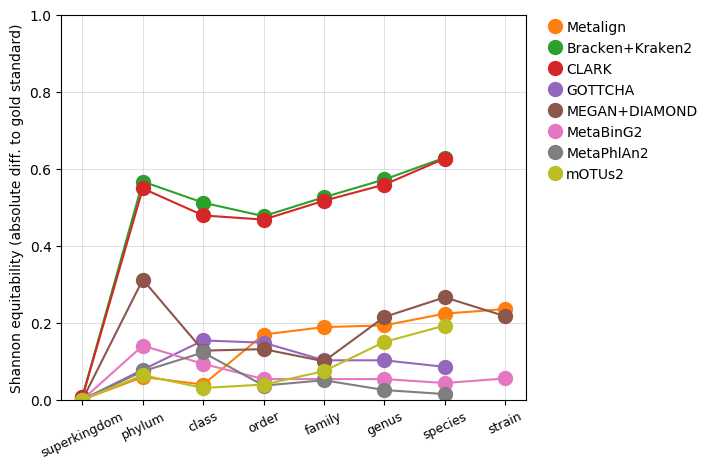 Shannon equitability (absolute diff. to gold standard)
1.0
0.8
0.6
0.4
0.2
0.0
superkingdom
phylum
class
order
family
genus
species
strain
Metalign
Bracken+Kraken2
CLARK
GOTTCHA
MEGAN+DIAMOND
MetaBinG2
MetaPhlAn2
mOTUs2